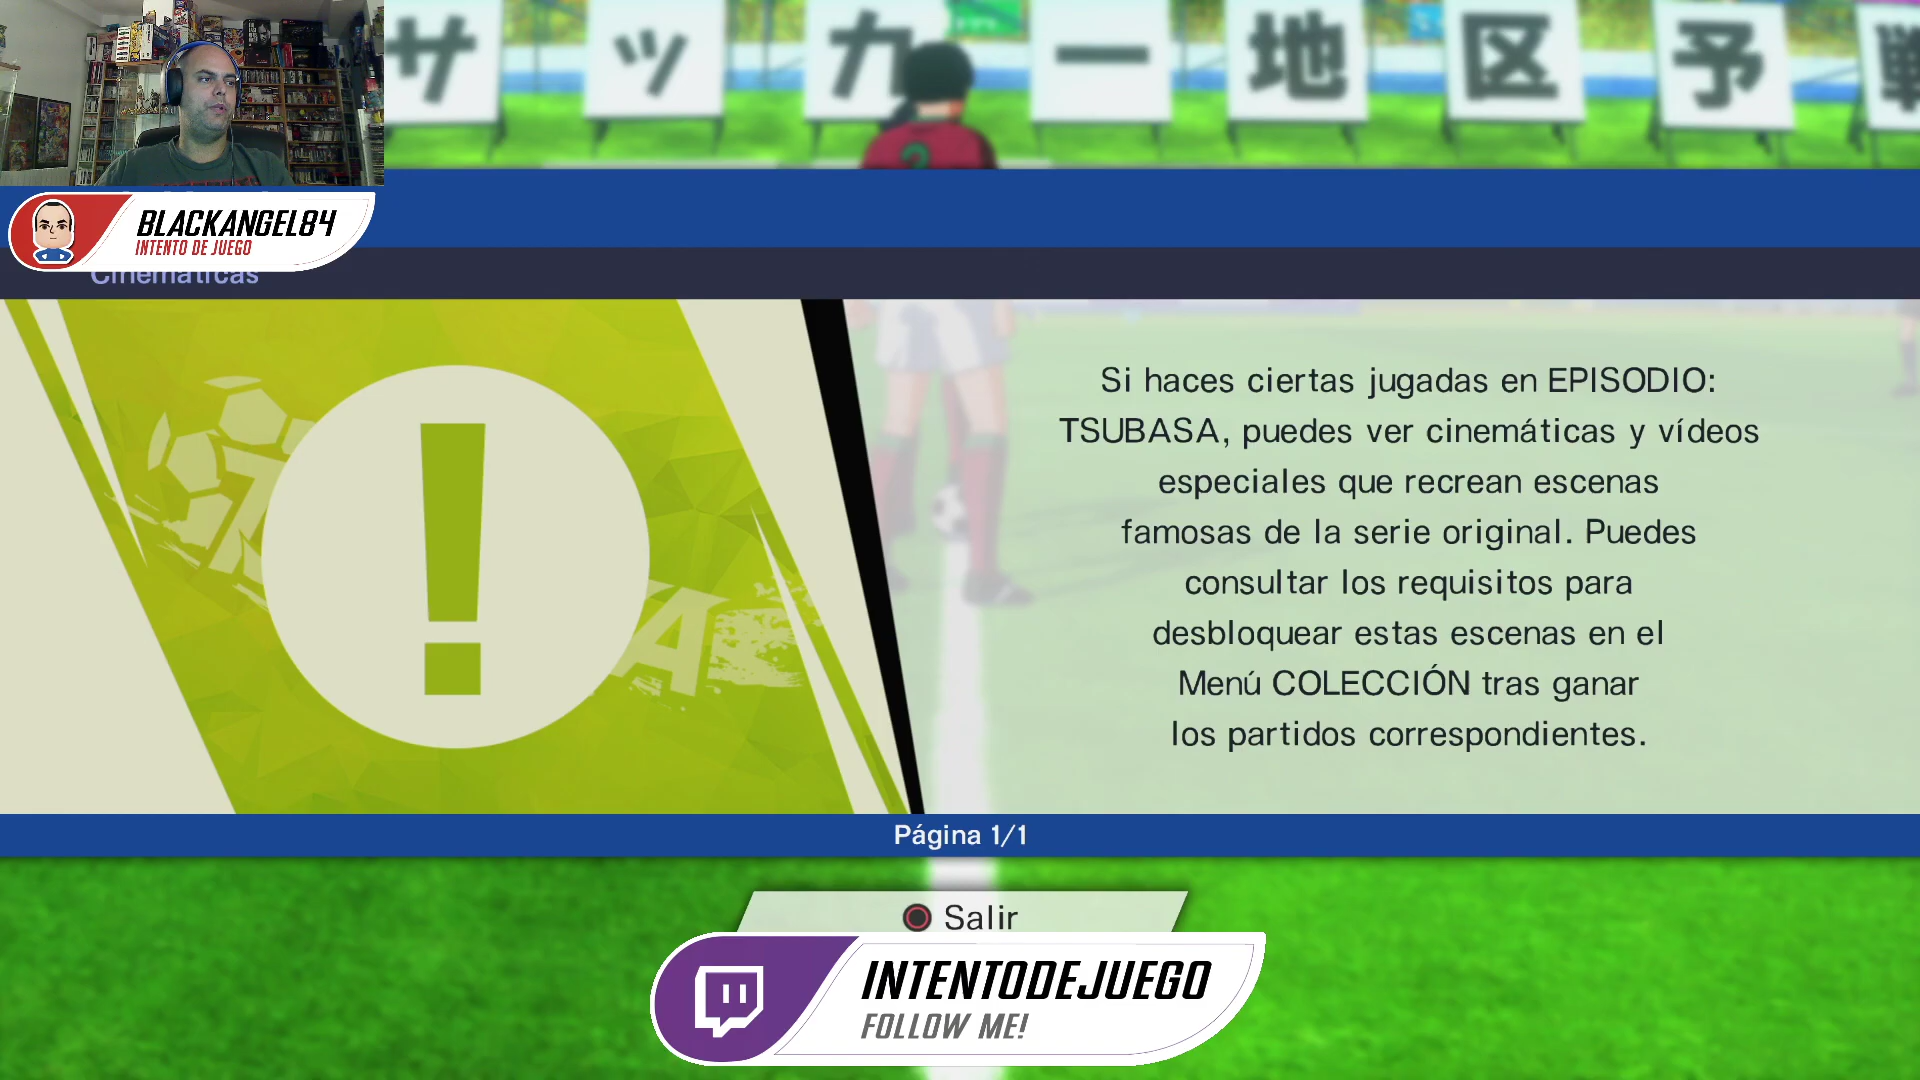 サッカー地区予戦
BLACKANGEL84
INTENTO DE JUEGO
Cinemáticas
Si haces ciertas jugadas en EPISODIO:
TSUBASA, puedes ver cinemáticas y vídeos
especiales que recrean escenas
famosas de la serie original. Puedes
consultar los requisitos para
desbloquear estas escenas en el
Menú COLECCIÓN tras ganar
los partidos correspondientes.
Página 1/1
Salir
INTENTODEJUEGO
FOLLOW ME!